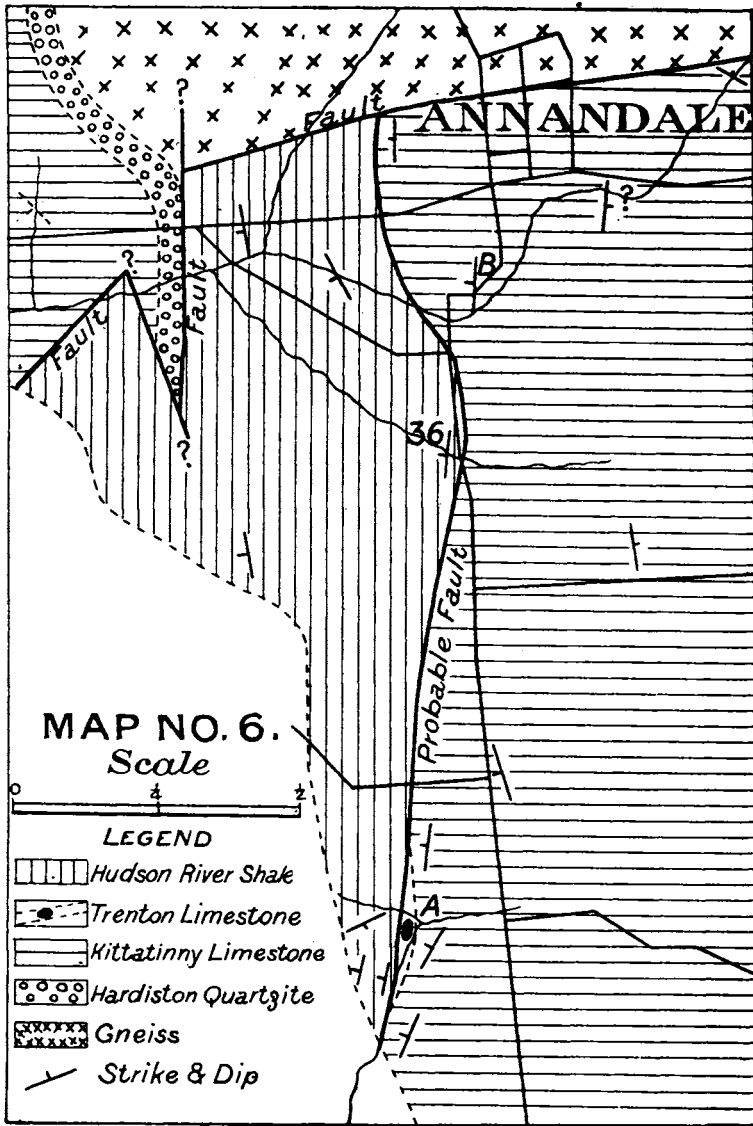 ?
Fault
ANNANDALE
?
B
?
Fault
Fault
36
?
Probable Fault
MAP NO. 6.
Scale
0 ¼ ½
LEGEND
Hudson River Shale
Trenton Limestone
A
Kittatinny Limestone
Hardiston Quartzite
Gneiss
Strike & Dip